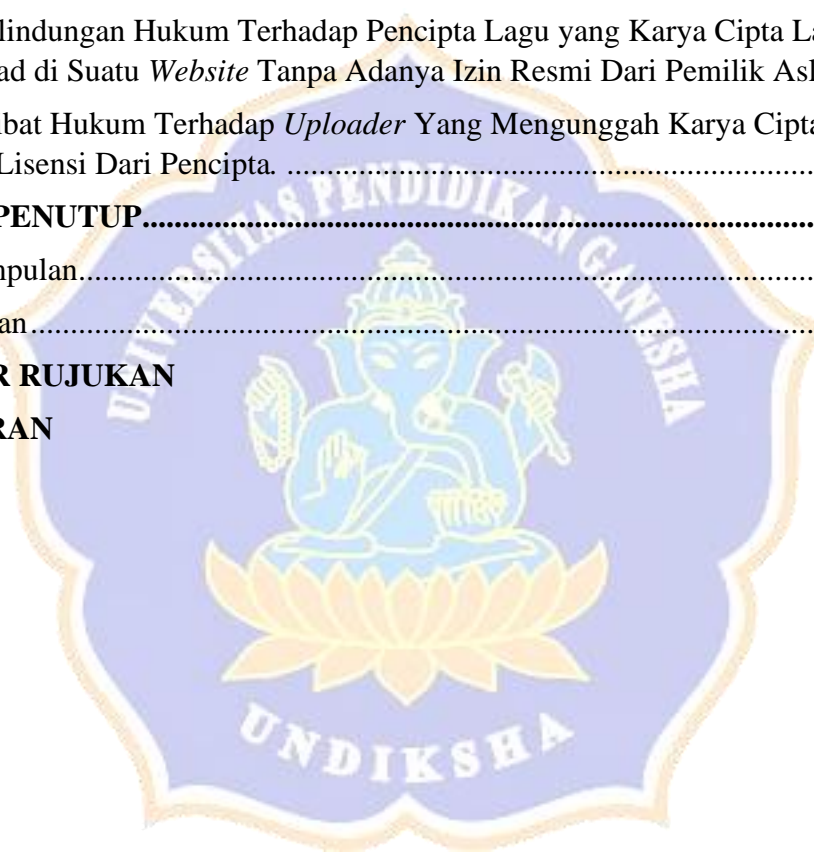 lindungan Hukum Terhadap Pencipta Lagu yang Karya Cipta La
ad di Suatu Website Tanpa Adanya Izin Resmi Dari Pemilik Asl
ibat Hukum Terhadap Uploader Yang Mengunggah Karya Cipta
Lisensi Dari Pencipta. ......................................................................
PENUTUP..........................................................................................
mpulan................................................................................................
an........................................................................................................
R RUJUKAN
RAN
UNIVERSITAS PENDIDIKAN GANESHA
UNDIKSHA